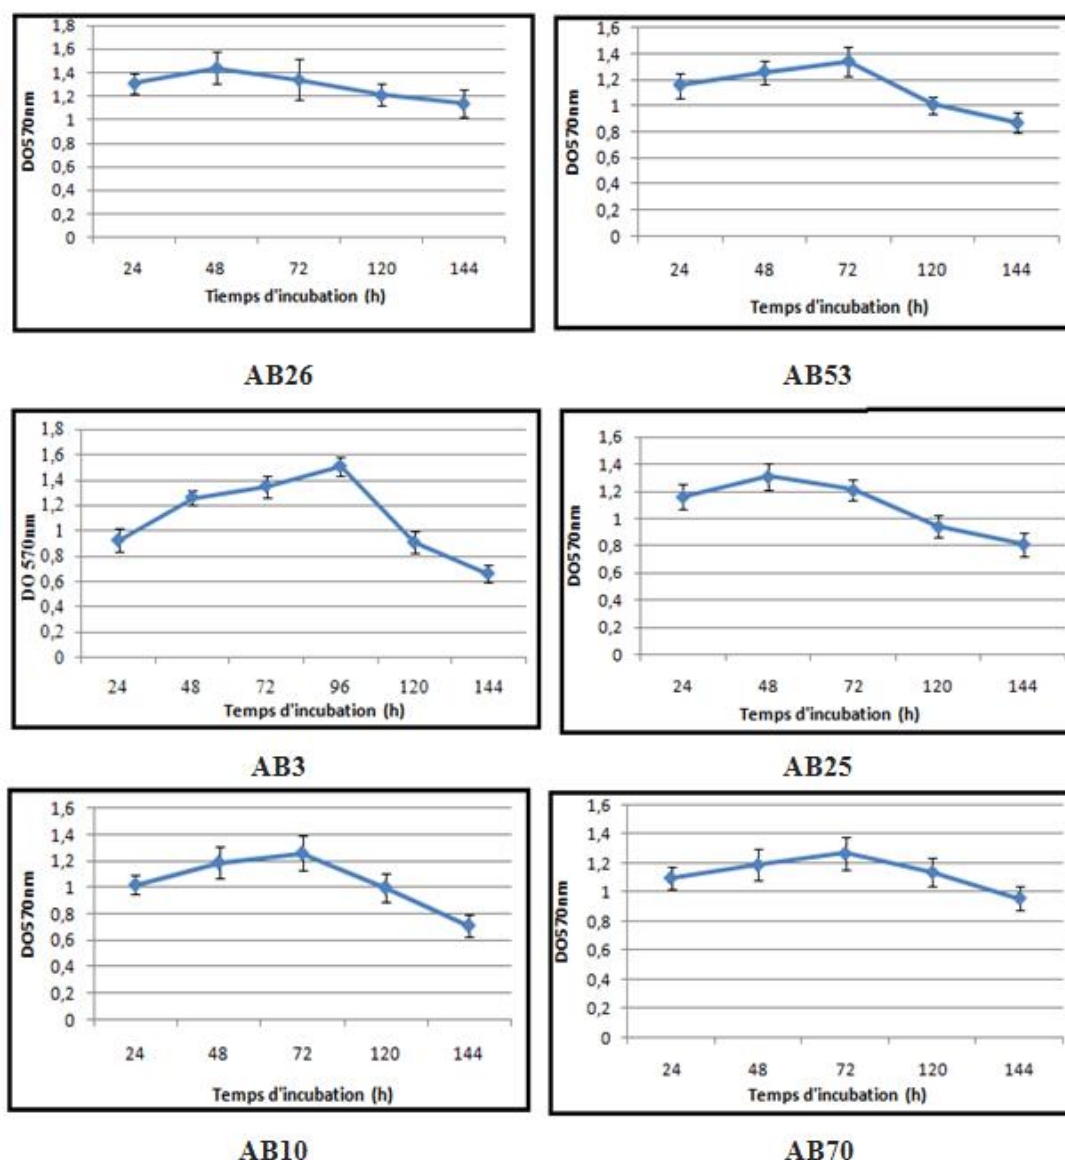 1,8
1,6
1,4
1,2
1
0,8
0,6
0,4
0,2
0
DO570nm
24 48 72 120 144
Tiemps d'incubation (h)
AB26
1,6
1,4
1,2
1
0,8
0,6
0,4
0,2
0
DO570nm
24 48 72 120 144
Temps d'incubation (h)
AB53
1,8
1,6
1,4
1,2
1
0,8
0,6
0,4
0,2
0
DO 570nm
24 48 72 96 120 144
Temps d'incubation (h)
AB3
1,6
1,4
1,2
1
0,8
0,6
0,4
0,2
0
DO570nm
24 48 72 120 144
Temps d'incubation (h)
AB25
1,6
1,4
1,2
1
0,8
0,6
0,4
0,2
0
DO570nm
24 48 72 120 144
Temps d'incubation (h)
AB10
1,6
1,4
1,2
1
0,8
0,6
0,4
0,2
0
DO570nm
24 48 72 120 144
Temps d'incubation (h)
AB70